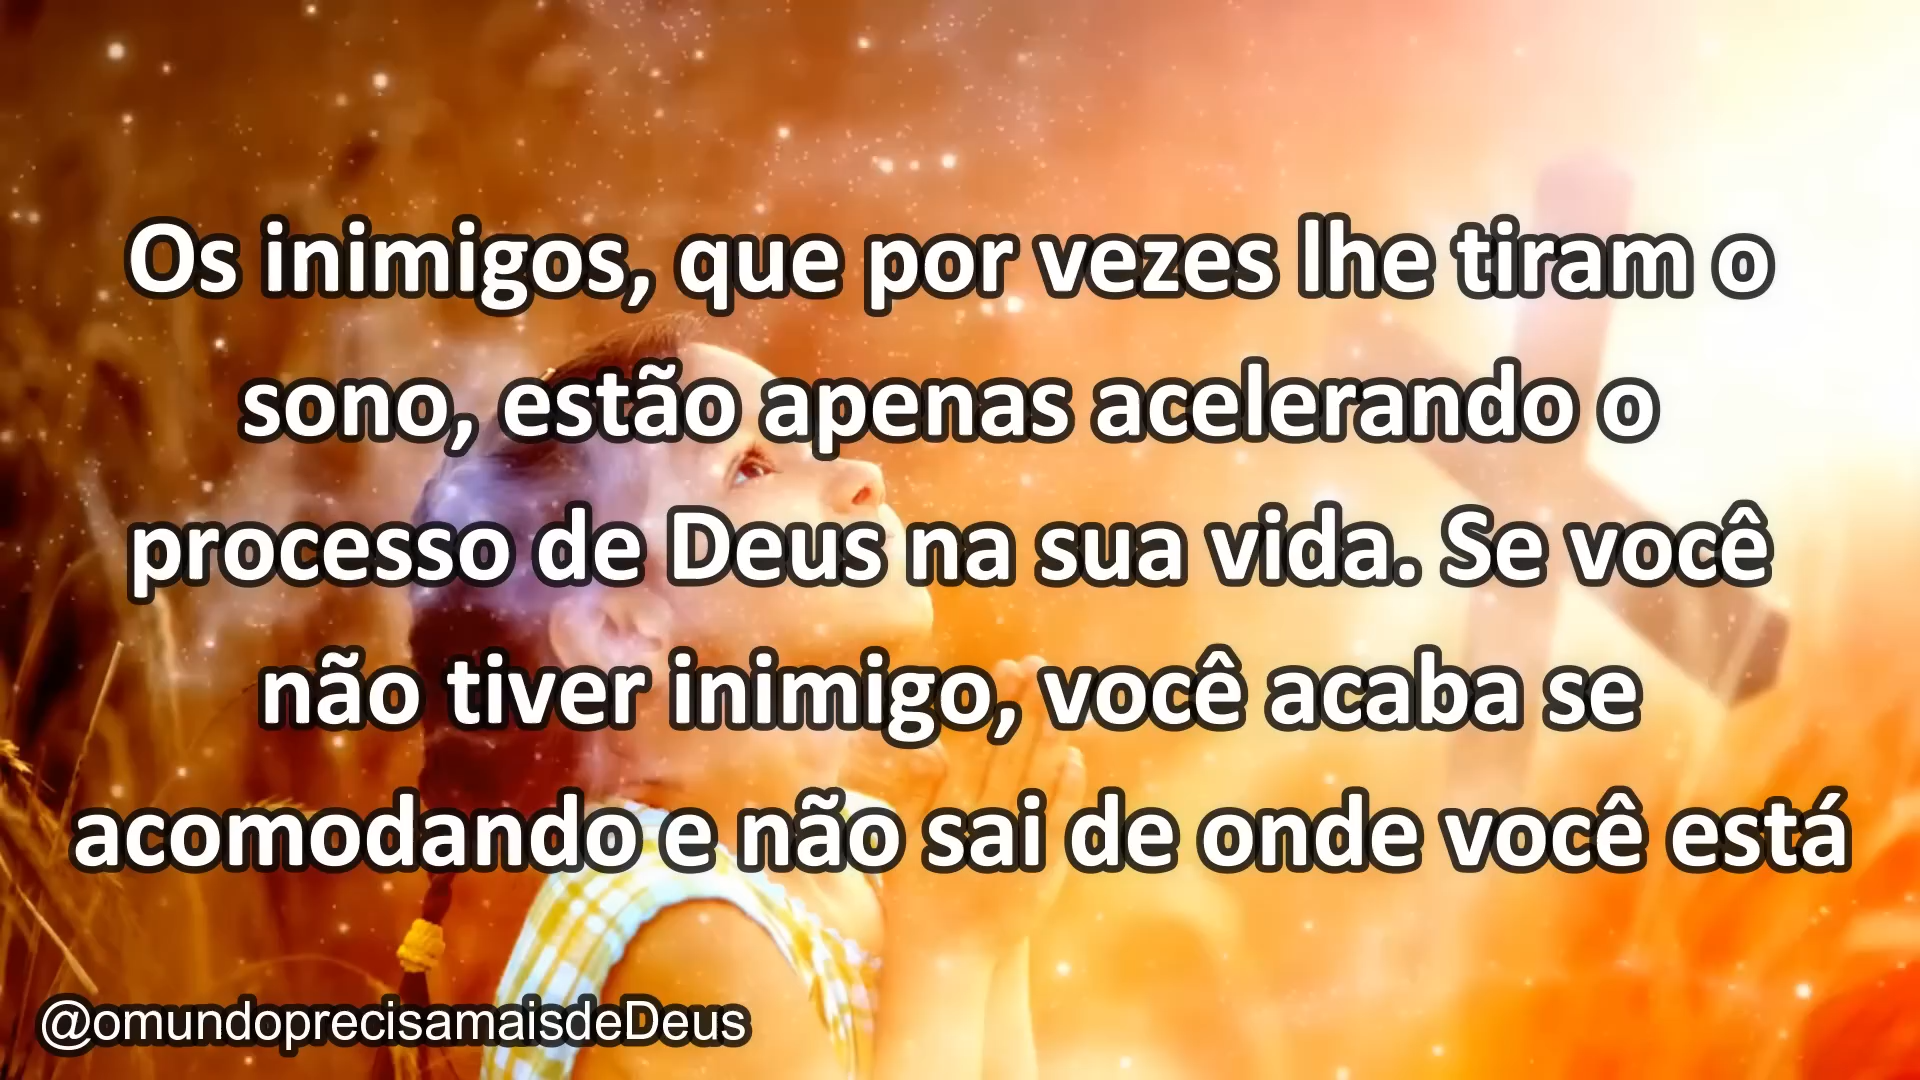 Os inimigos, que por vezes lhe tiram o
sono, estão apenas acelerando o
processo de Deus na sua vida. Se você
não tiver inimigo, você acaba se
acomodando e não sai de onde você está
@omundoprecisamaisdeDeus